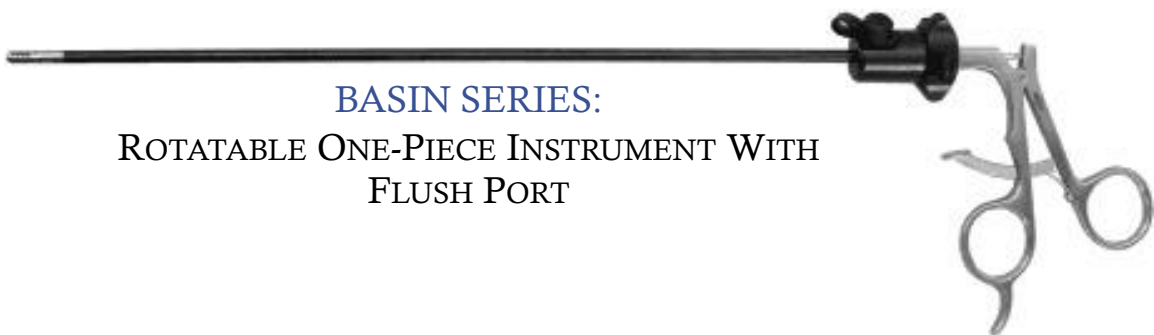 BASIN SERIES:
ROTATABLE ONE-PIECE INSTRUMENT WITH
FLUSH PORT